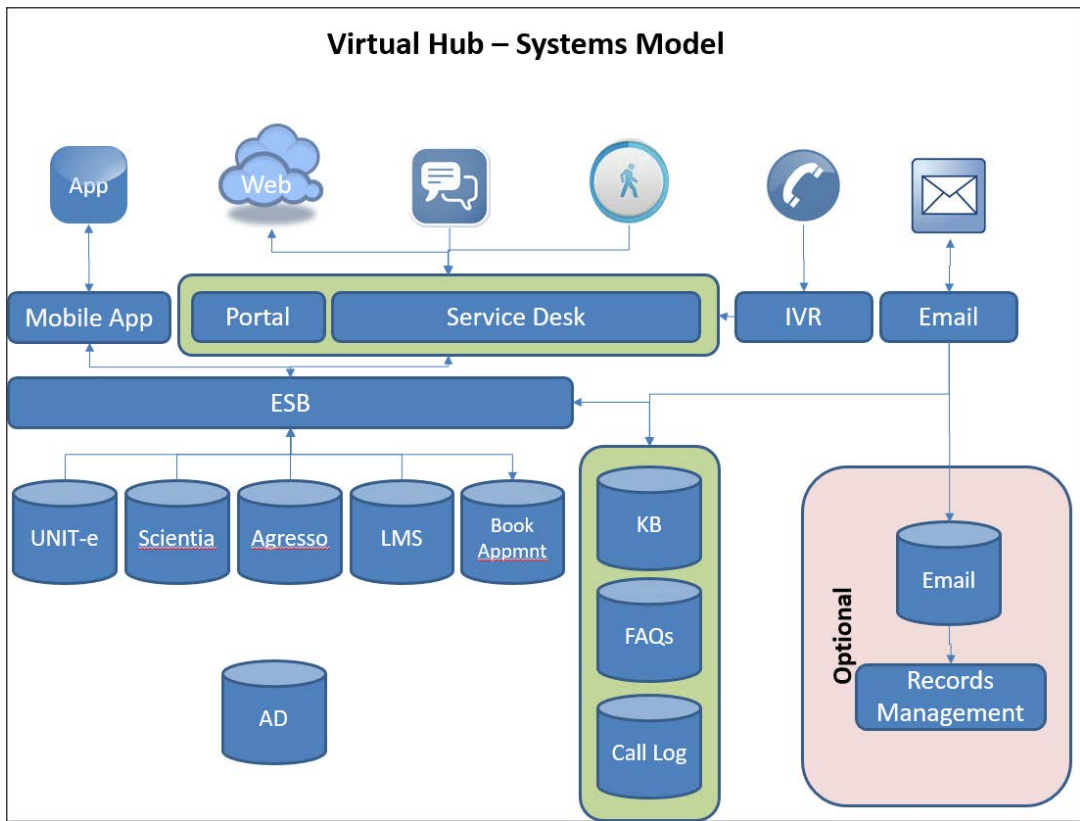 Virtual Hub – Systems Model
App
Web
Mobile App
Portal
Service Desk
IVR
Email
ESB
UNIT-e
Scientia
Agresso
LMS
Book
Appmnt
KB
FAQs
Call Log
AD
Optional
Email
Records
Management